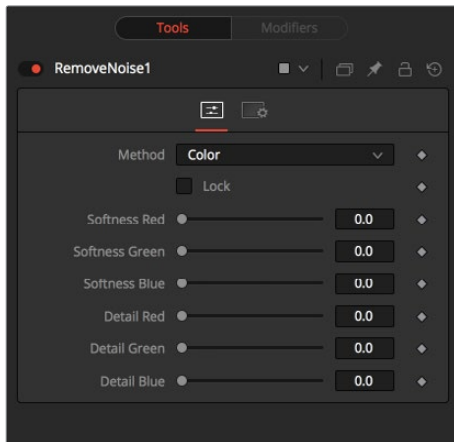 Tools Modifiers
RemoveNoise1
Method Color
Lock
Softness Red 0.0
Softness Green 0.0
Softness Blue 0.0
Detail Red 0.0
Detail Green 0.0
Detail Blue 0.0